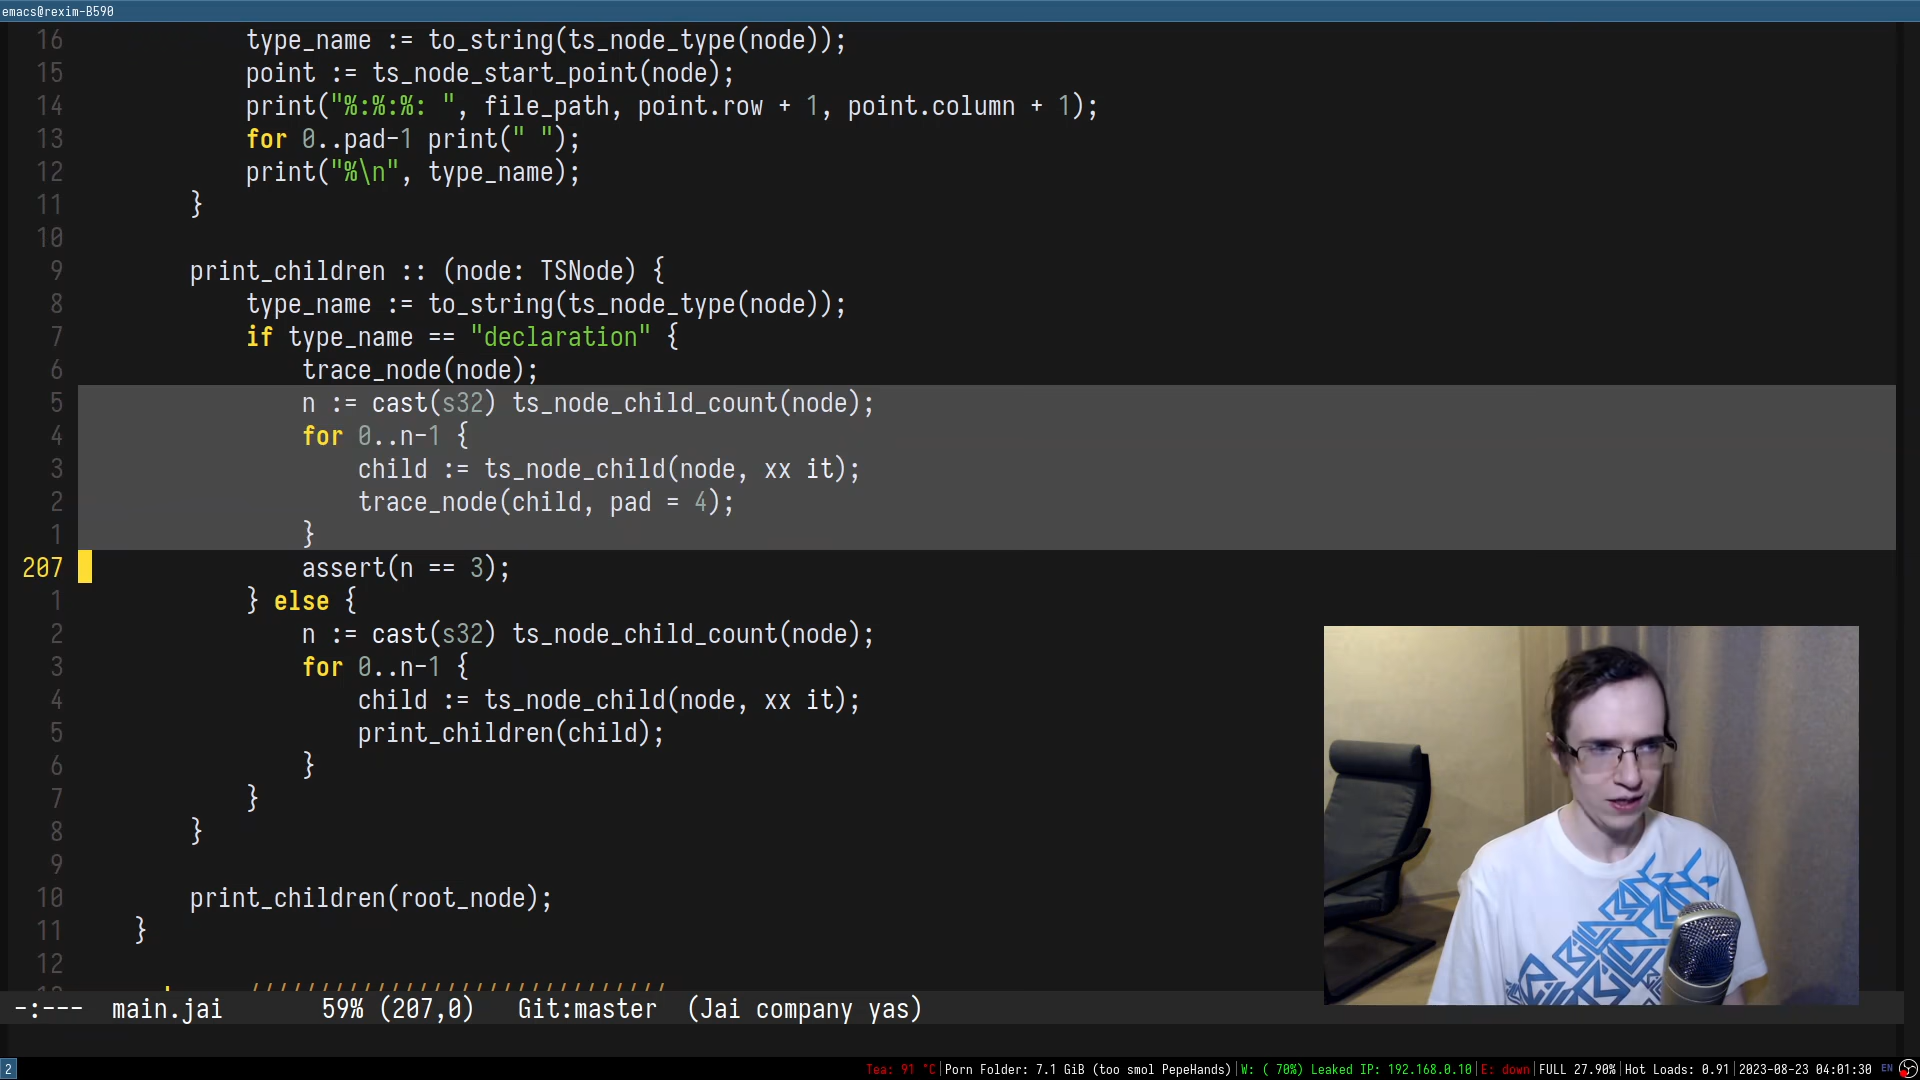 emacs@rexim-B590
16 type_name := to_string(ts_node_type(node));
15 point := ts_node_start_point(node);
14 print("%:%:%: ", file_path, point.row + 1, point.column + 1);
13 for 0..pad-1 print(" ");
12 print("%\n", type_name);
11 }
10
9 print_children :: (node: TSNode) {
8 type_name := to_string(ts_node_type(node));
7 if type_name == "declaration" {
6 trace_node(node);
5 n := cast(s32) ts_node_child_count(node);
4 for 0..n-1 {
3 child := ts_node_child(node, xx it);
2 trace_node(child, pad = 4);
1 }
207 assert(n == 3);
1 } else {
2 n := cast(s32) ts_node_child_count(node);
3 for 0..n-1 {
4 child := ts_node_child(node, xx it);
5 print_children(child);
6 }
7 }
8 }
9
10 print_children(root_node);
11 }
12
-:--- main.jai 59% (207,0) Git:master (Jai company yas)
2 Tea: 91 °C|Porn Folder: 7.1 GiB (too smol PepeHands)|W: ( 70%) Leaked IP: 192.168.0.10|E: down|FULL 27.90%|Hot Loads: 0.91|2023-08-23 04:01:30 EN